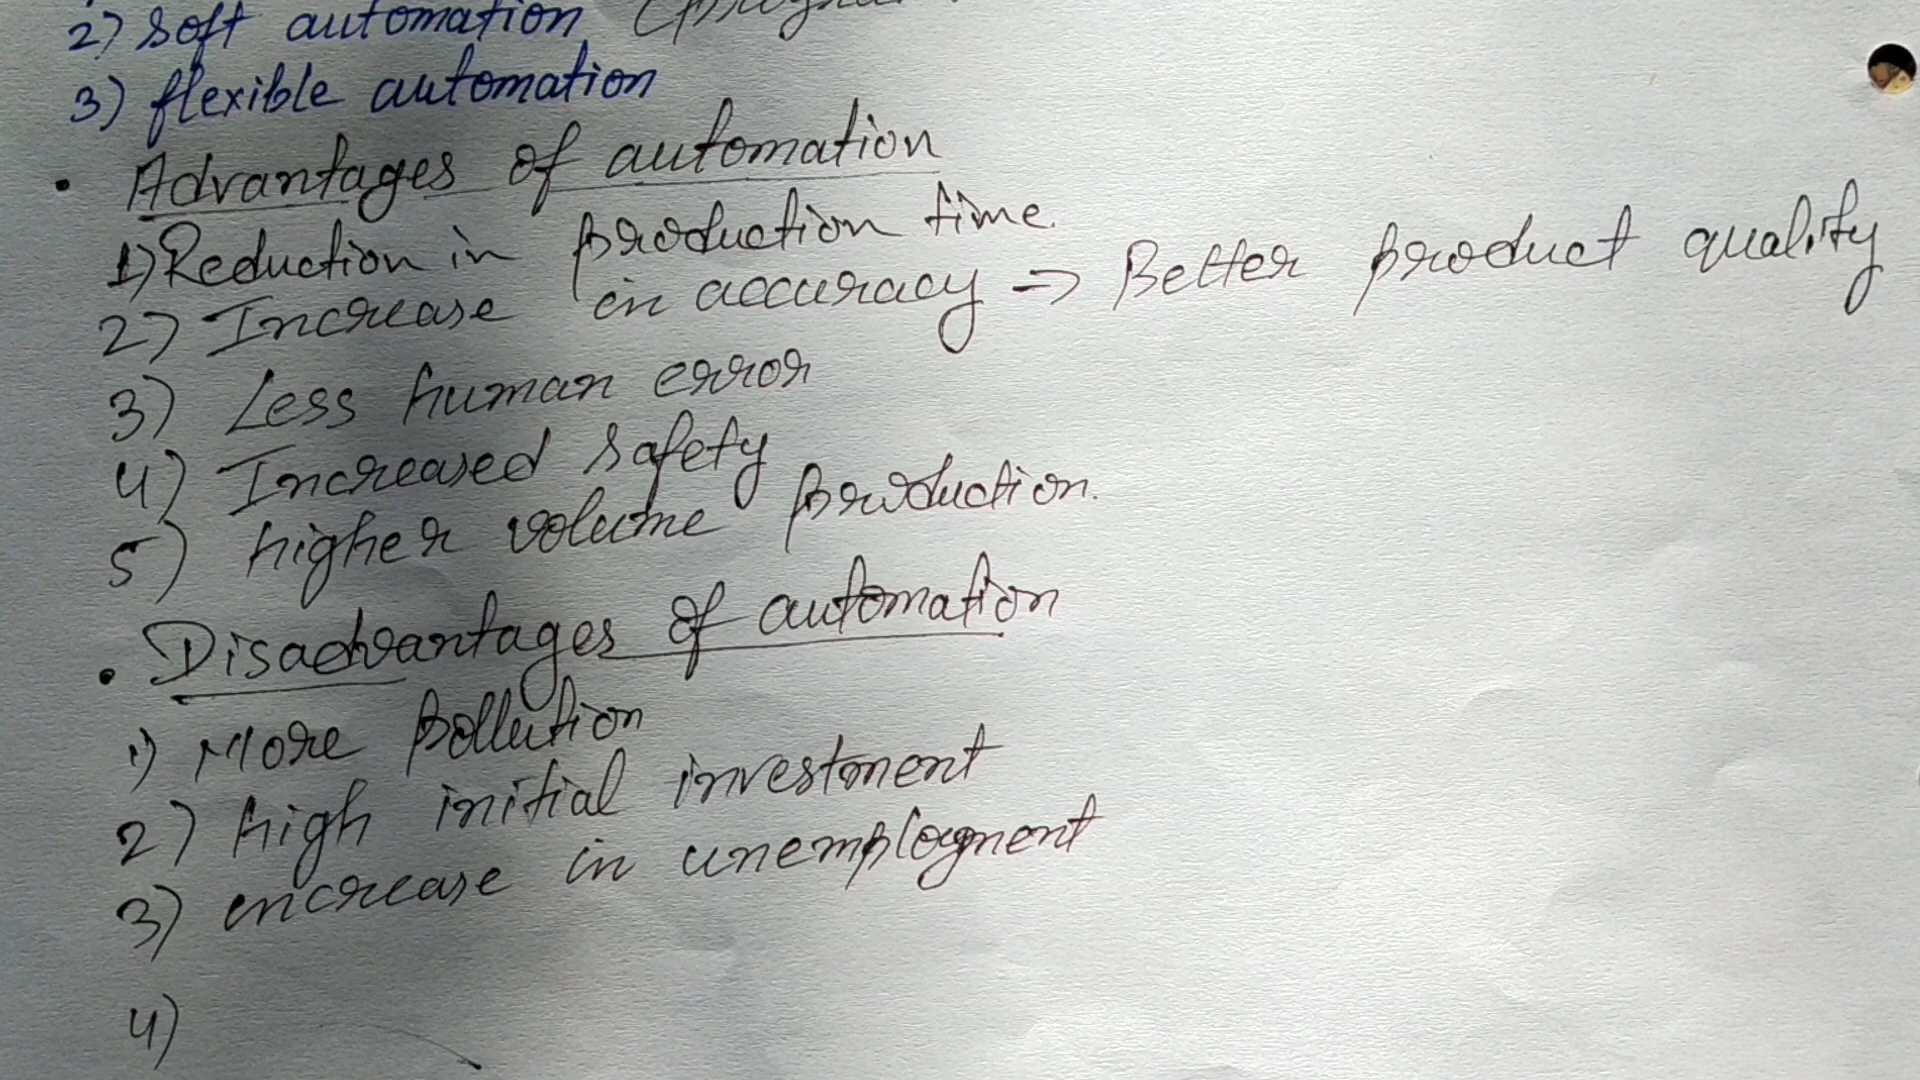 2) Soft automation
3) flexible automation
• Advantages of automation
1) Reduction in production time.
2) Increase in accuracy => Better product quality
3) Less human error
4) Increased safety
5) higher volume production.
• Disadvantages of automation
1) More pollution
2) high initial investment
3) increase in unemployment
4)